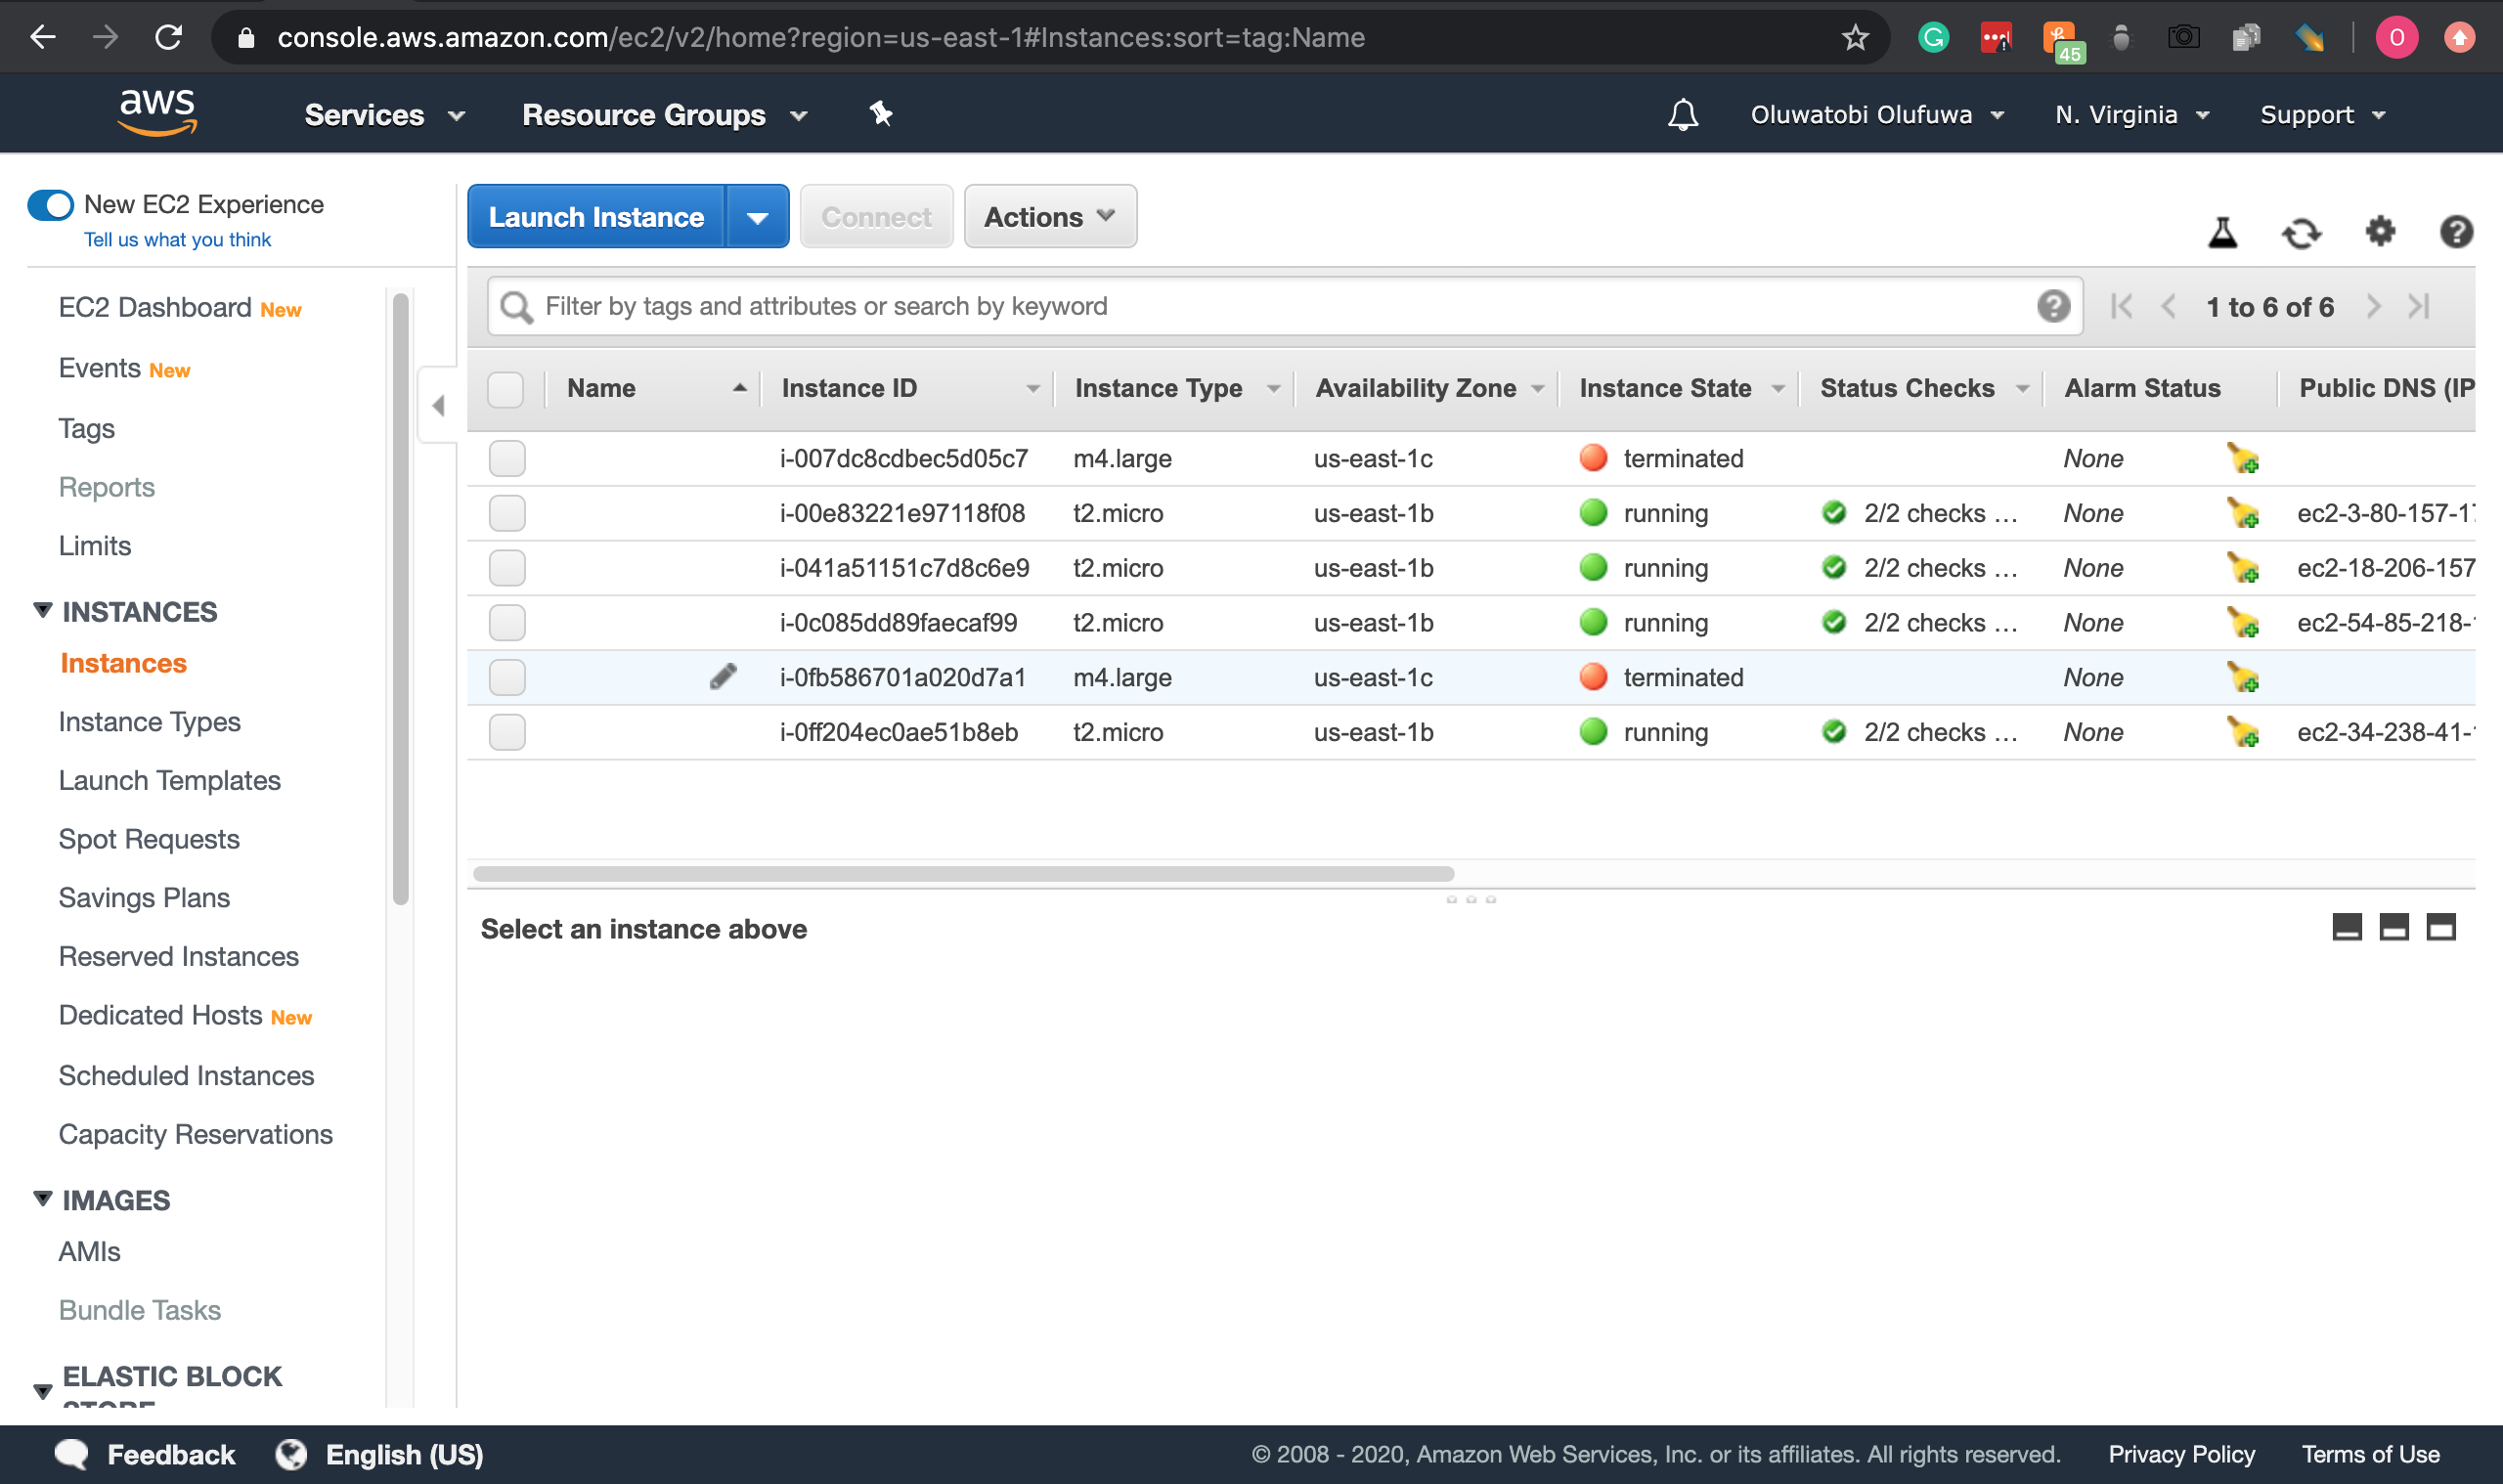 console.aws.amazon.com/ec2/v2/home?region=us-east-1#Instances:sort=tag:Name
45
O
aws
Services
Resource Groups
Oluwatobi Olufuwa
N. Virginia
Support
New EC2 Experience
Tell us what you think
Launch Instance
Connect
Actions
EC2 Dashboard New
Events New
Tags
Reports
Limits
INSTANCES
Instances
Instance Types
Launch Templates
Spot Requests
Savings Plans
Reserved Instances
Dedicated Hosts New
Scheduled Instances
Capacity Reservations
IMAGES
AMIs
Bundle Tasks
ELASTIC BLOCK
STORE
Filter by tags and attributes or search by keyword
1 to 6 of 6
Name Instance ID Instance Type Availability Zone Instance State Status Checks Alarm Status Public DNS (IP
i-007dc8cdbec5d05c7 m4.large us-east-1c terminated None
i-00e83221e97118f08 t2.micro us-east-1b running 2/2 checks … None ec2-3-80-157-17
i-041a51151c7d8c6e9 t2.micro us-east-1b running 2/2 checks … None ec2-18-206-157
i-0c085dd89faecaf99 t2.micro us-east-1b running 2/2 checks … None ec2-54-85-218-
i-0fb586701a020d7a1 m4.large us-east-1c terminated None
i-0ff204ec0ae51b8eb t2.micro us-east-1b running 2/2 checks … None ec2-34-238-41-
Select an instance above
Feedback
English (US)
© 2008 - 2020, Amazon Web Services, Inc. or its affiliates. All rights reserved.
Privacy Policy
Terms of Use